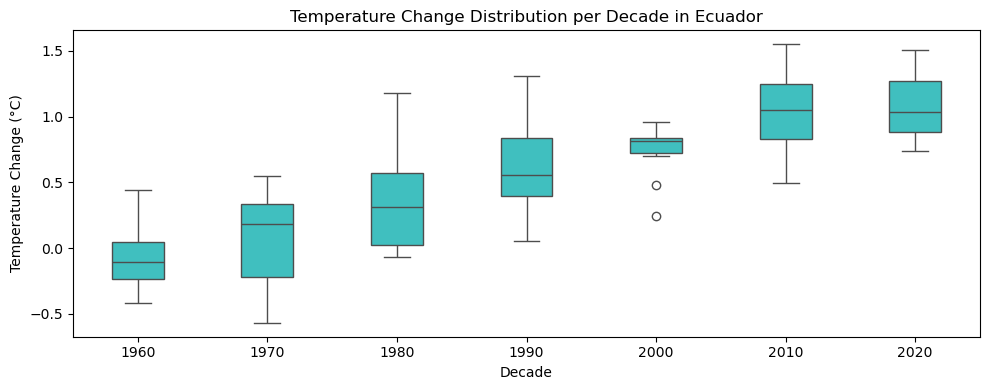 Temperature Change Distribution per Decade in Ecuador
Temperature Change (°C)
1.5
1.0
0.5
0.0
−0.5
1960 1970 1980 1990 2000 2010 2020
Decade